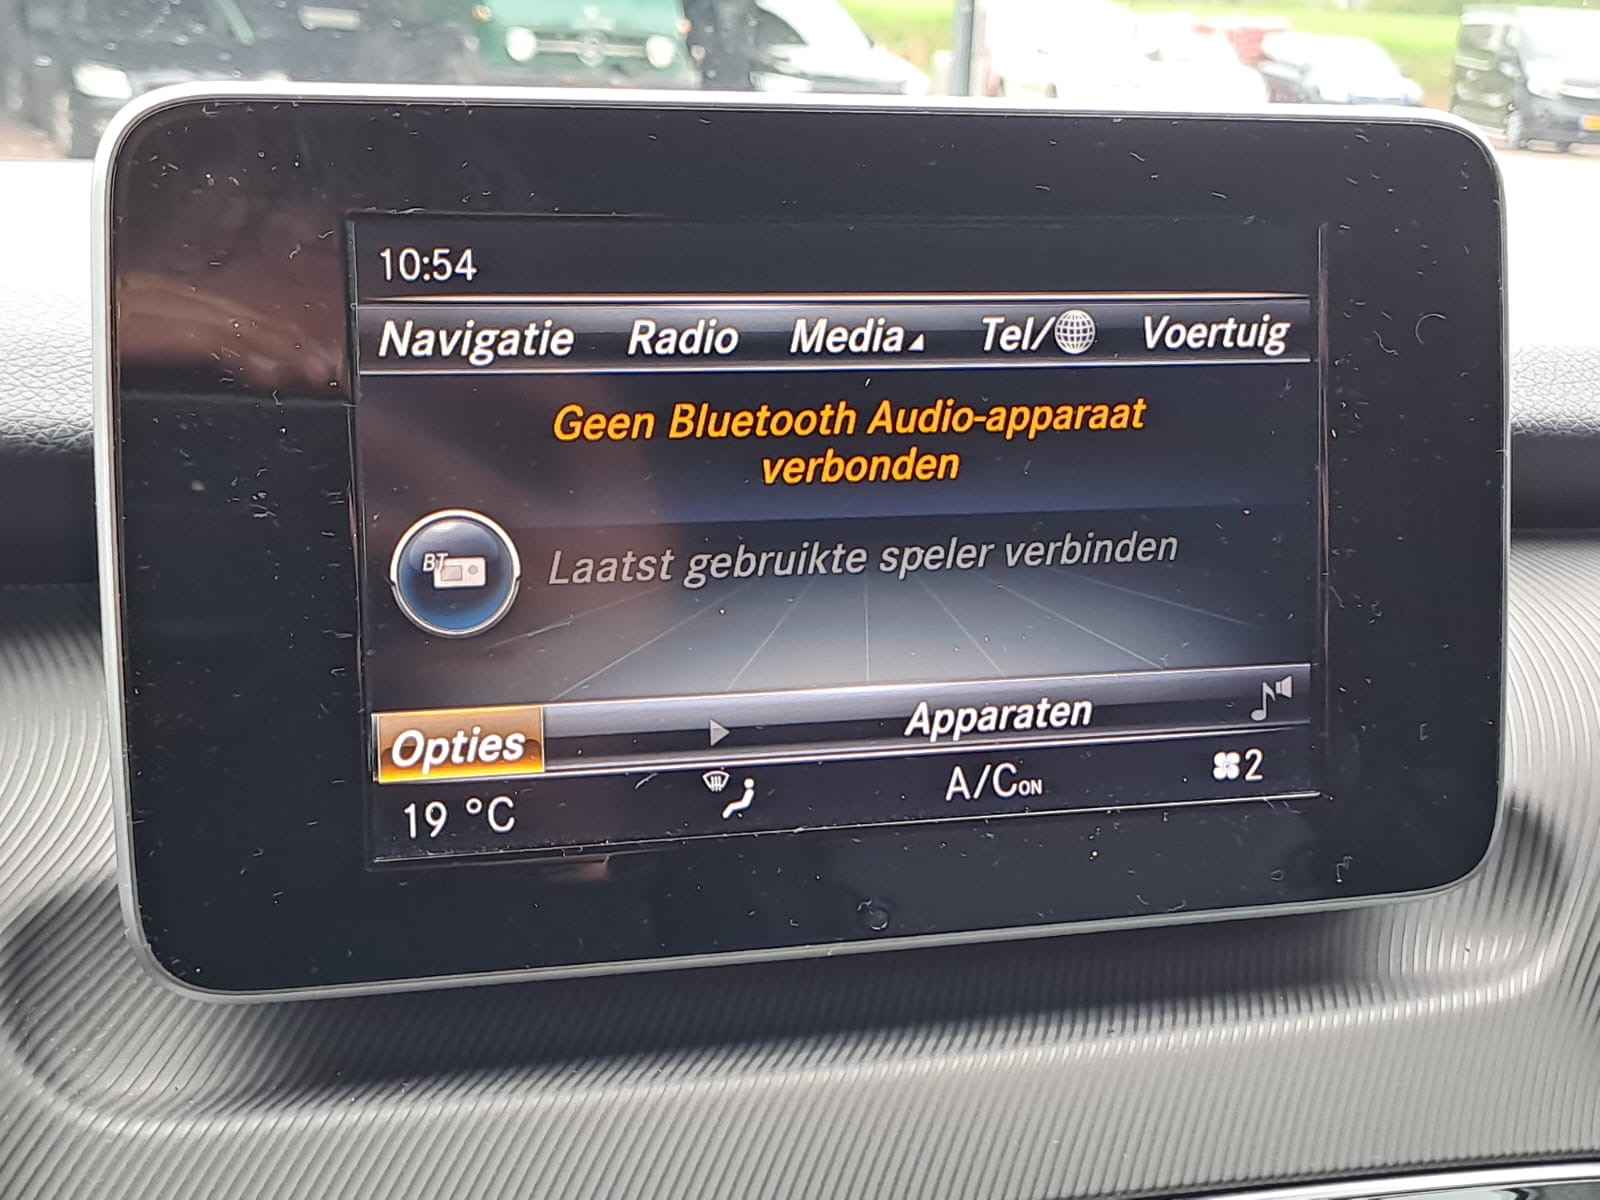 10:54
Navigatie Radio Media Tel/ Voertuig
Geen Bluetooth Audio-apparaat
verbonden
BT
Laatst gebruikte speler verbinden
Opties Apparaten
19 °C A/C ON 2